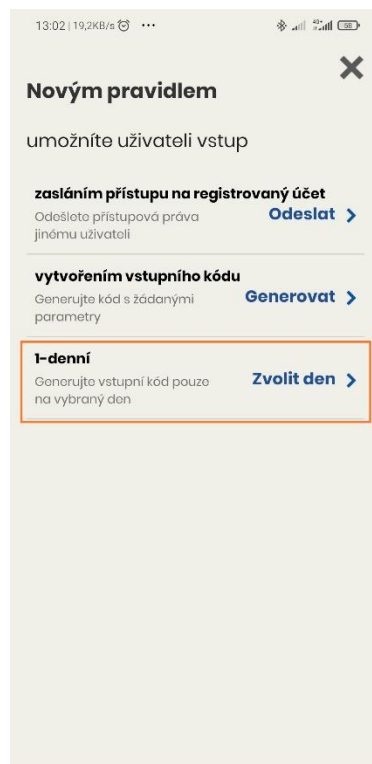 13:02 | 19,2KB/s ...
58
Novým pravidlem
umožníte uživateli vstup
zasláním přístupu na registrovaný účet
Odešlete přístupová práva jinému uživateli
Odeslat
vytvořením vstupního kódu
Generujte kód s žádanými parametry
Generovat
1-denní
Generujte vstupní kód pouze na vybraný den
Zvolit den